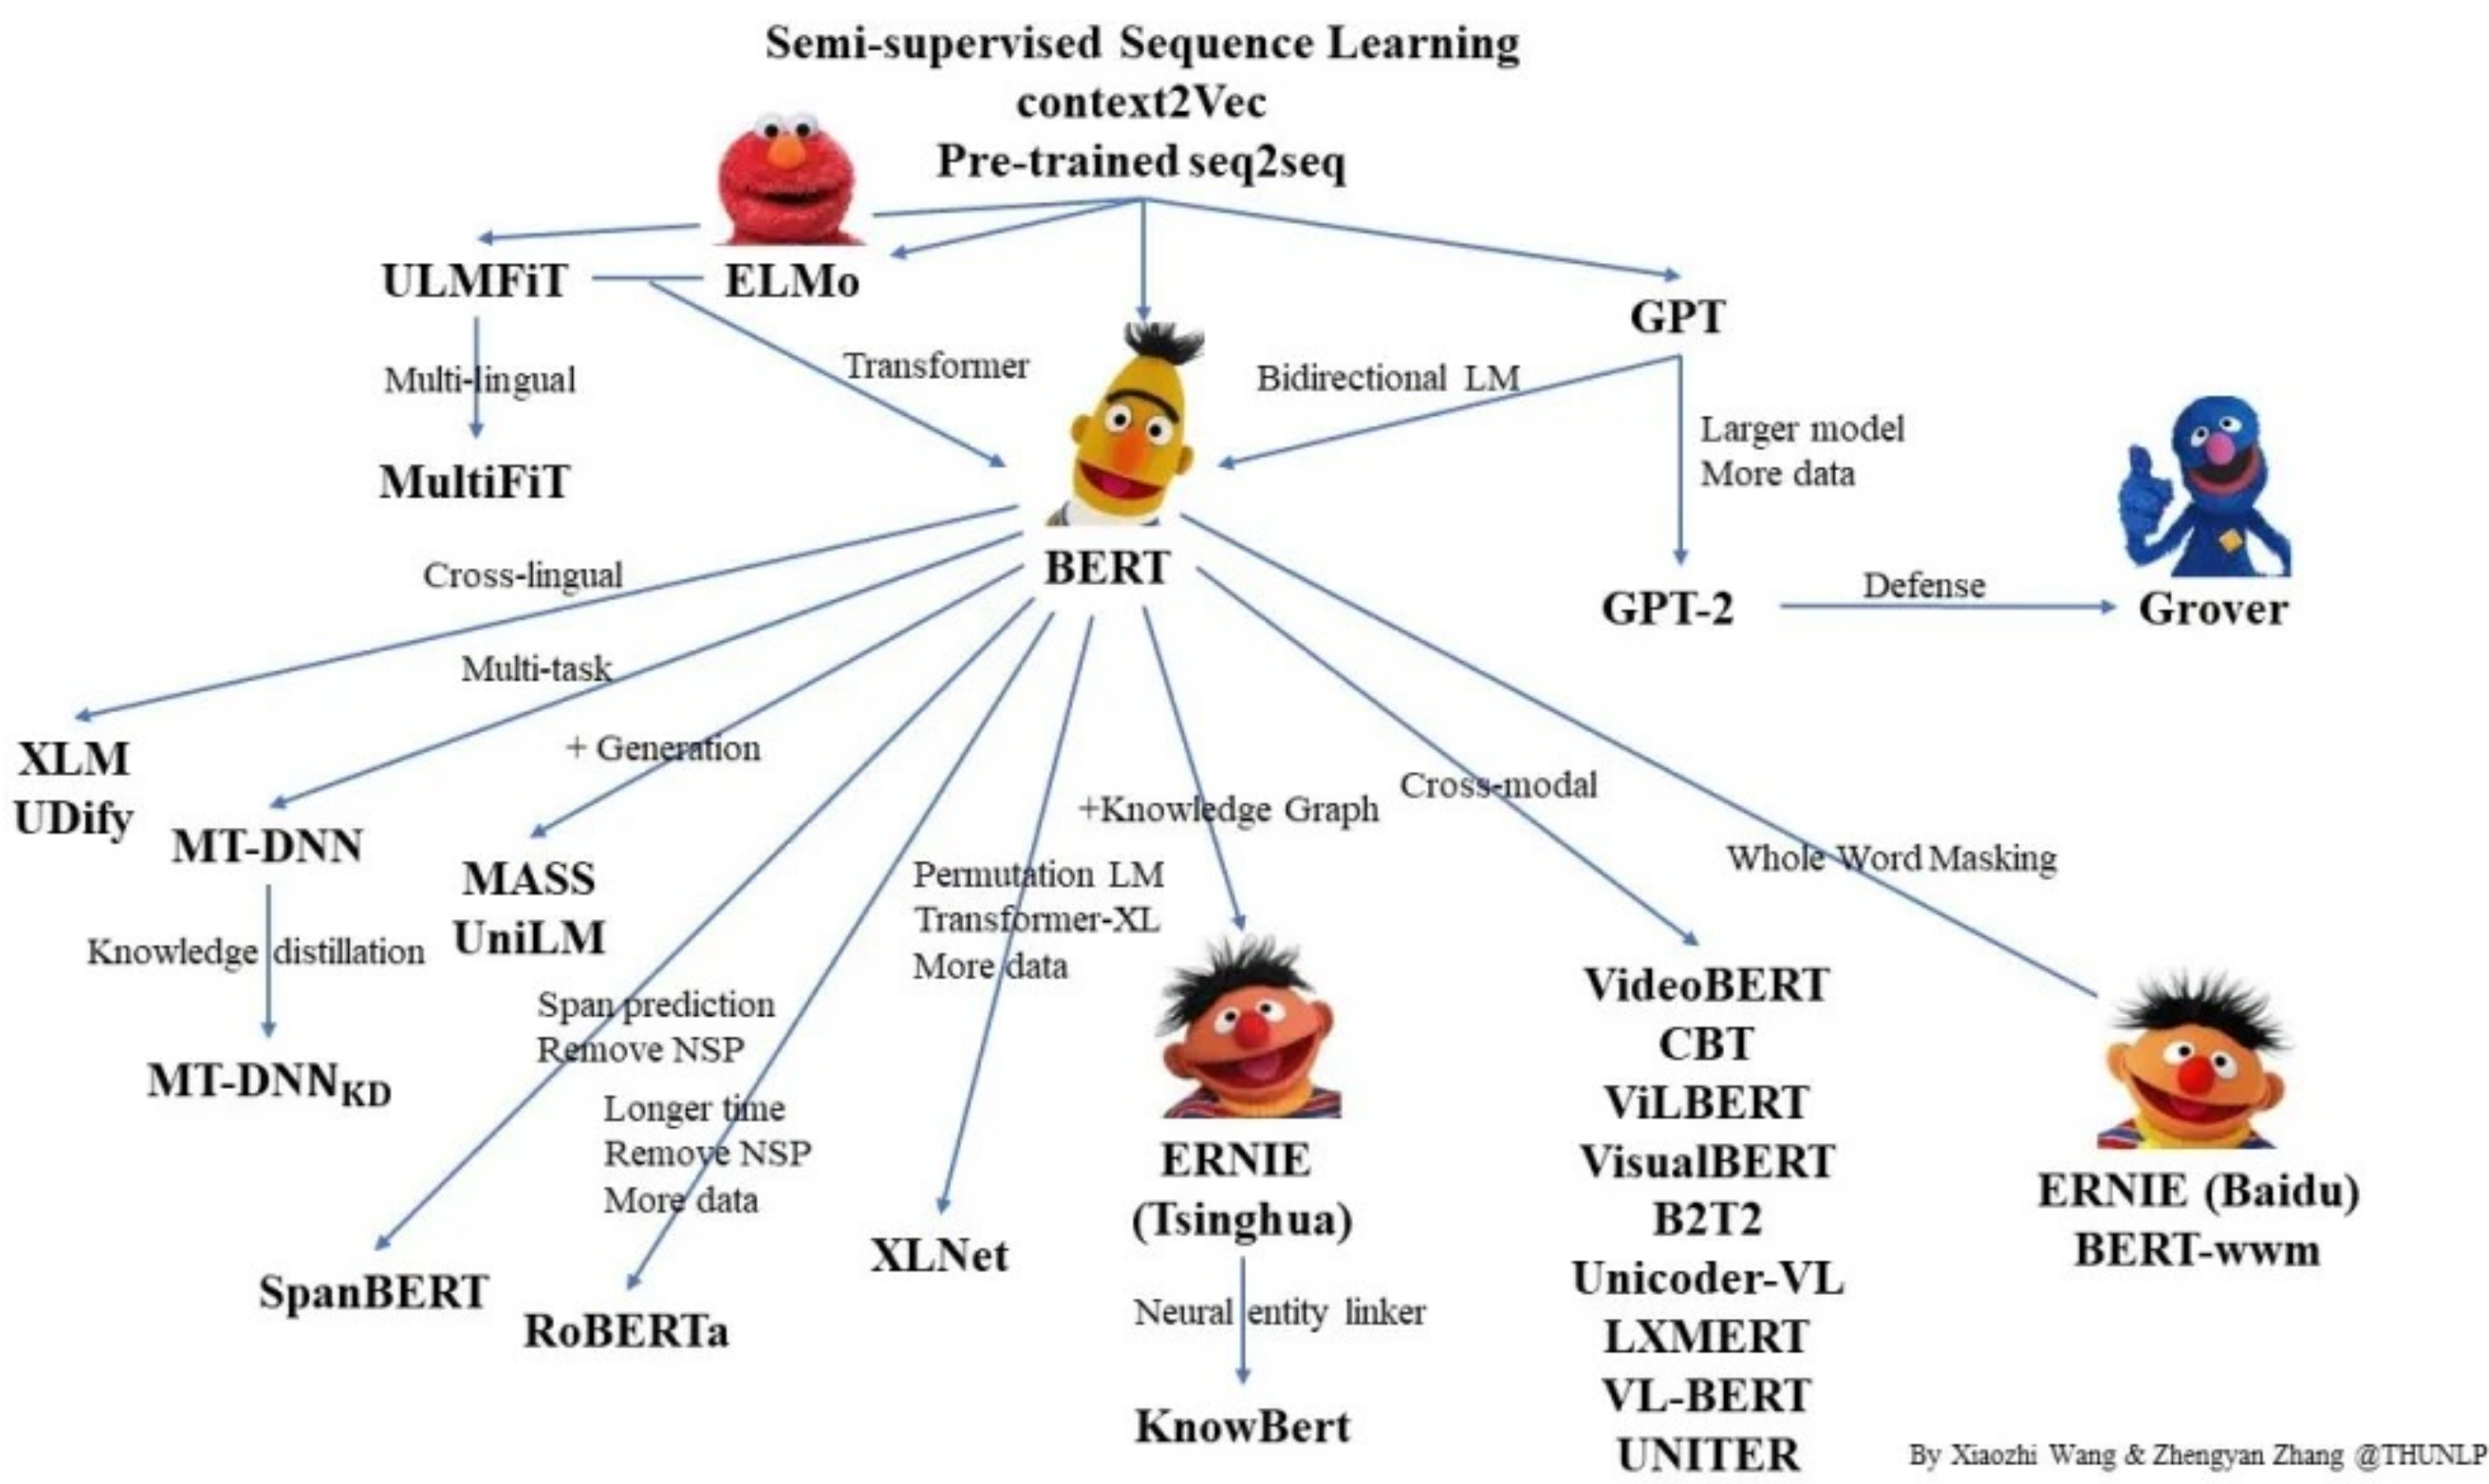 Semi-supervised Sequence Learning
context2Vec
Pre-trained seq2seq
ULMFiT
ELMo
GPT
Transformer
Bidirectional LM
Multi-lingual
Larger model
More data
MultiFiT
BERT
Cross-lingual
GPT-2
Defense
Grover
Multi-task
XLM
UDify
+ Generation
Cross-modal
+Knowledge Graph
MT-DNN
Whole Word Masking
MASS
UniLM
Permutation LM
Transformer-XL
More data
Knowledge distillation
Span prediction
Remove NSP
MT-DNNKD
Longer time
Remove NSP
More data
SpanBERT
RoBERTa
XLNet
ERNIE
(Tsinghua)
Neural entity linker
KnowBert
VideoBERT
CBT
ViLBERT
VisualBERT
B2T2
Unicoder-VL
LXMERT
VL-BERT
UNITER
ERNIE (Baidu)
BERT-wwm
By Xiaozhi Wang & Zhengyan Zhang @THUNLP